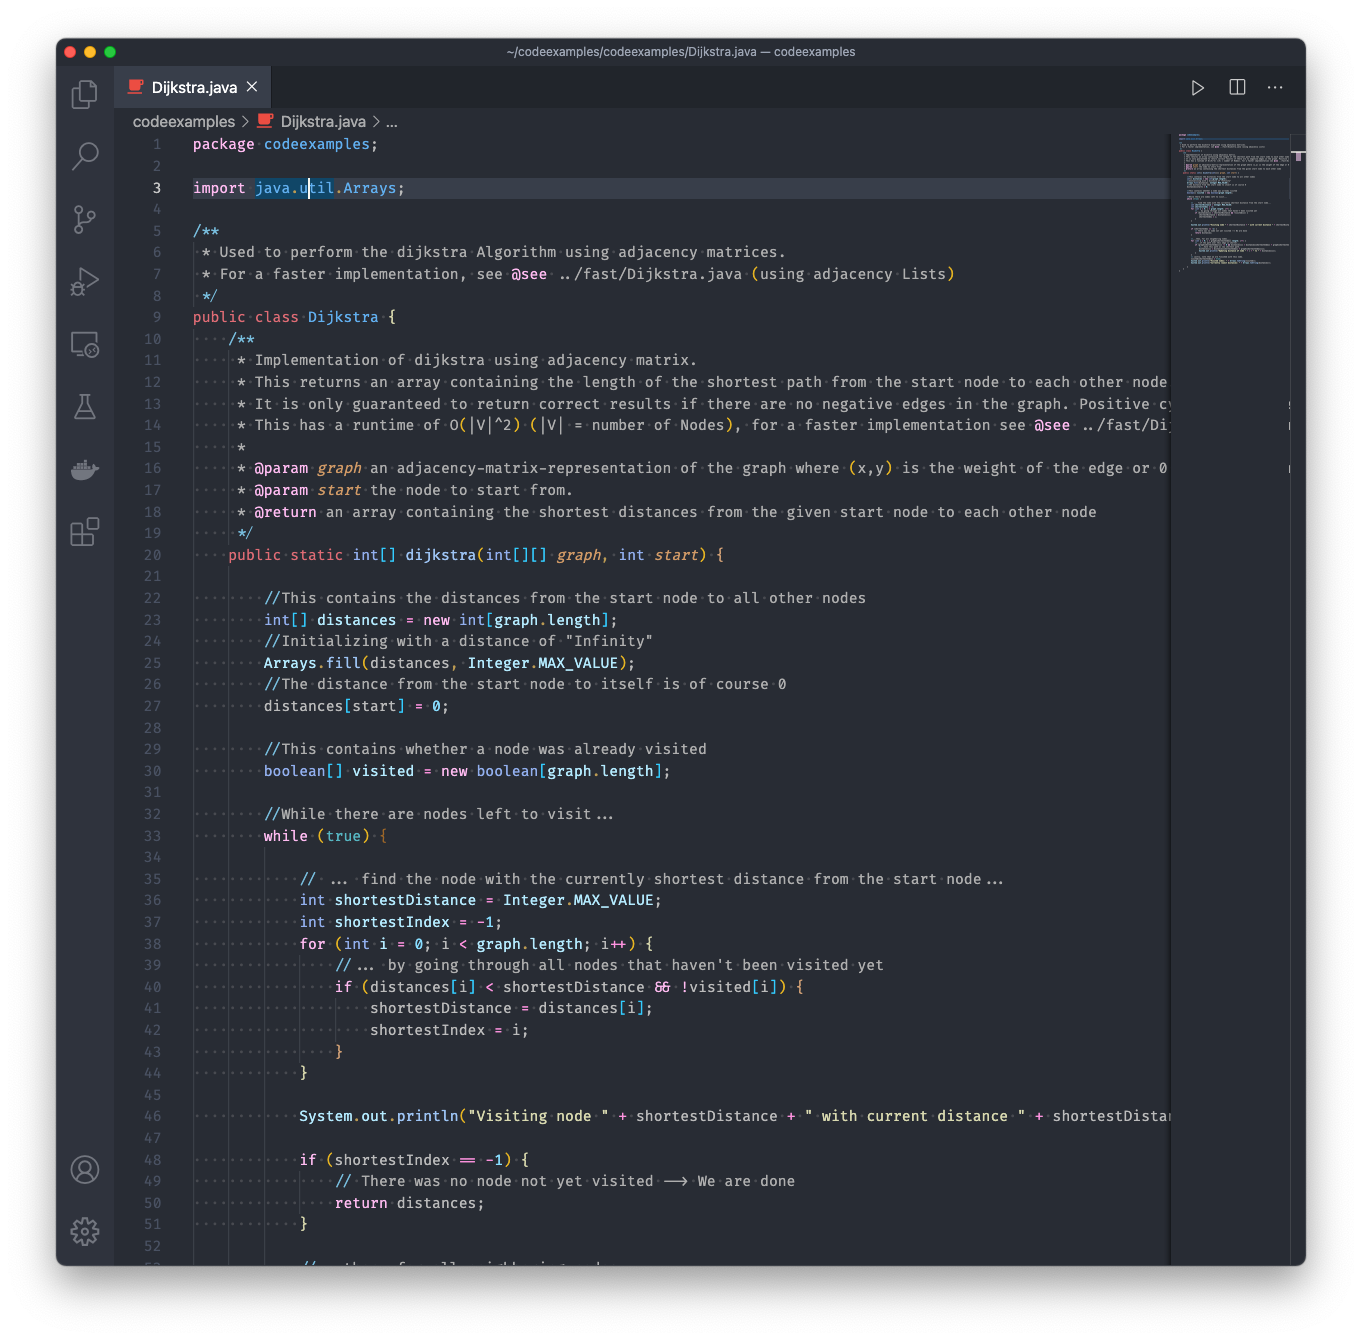 ~/codeexamples/codeexamples/Dijkstra.java — codeexamples
Dijkstra.java
codeexamples > Dijkstra.java > ...
1 package codeexamples;
2
3 import java.util.Arrays;
4
5 /**
6  * Used to perform the dijkstra Algorithm using adjacency matrices.
7  * For a faster implementation, see @see ../fast/Dijkstra.java (using adjacency Lists)
8  */
9 public class Dijkstra {
10     /**
11      * Implementation of dijkstra using adjacency matrix.
12      * This returns an array containing the length of the shortest path from the start node to each other node
13      * It is only guaranteed to return correct results if there are no negative edges in the graph. Positive cy
14      * This has a runtime of O(|V|^2) (|V| = number of Nodes), for a faster implementation see @see ../fast/Dij
15      *
16      * @param graph an adjacency-matrix-representation of the graph where (x,y) is the weight of the edge or 0
17      * @param start the node to start from.
18      * @return an array containing the shortest distances from the given start node to each other node
19      */
20     public static int[] dijkstra(int[][] graph, int start) {
21
22         //This contains the distances from the start node to all other nodes
23         int[] distances = new int[graph.length];
24         //Initializing with a distance of "Infinity"
25         Arrays.fill(distances, Integer.MAX_VALUE);
26         //The distance from the start node to itself is of course 0
27         distances[start] = 0;
28
29         //This contains whether a node was already visited
30         boolean[] visited = new boolean[graph.length];
31
32         //While there are nodes left to visit...
33         while (true) {
34
35             // ... find the node with the currently shortest distance from the start node...
36             int shortestDistance = Integer.MAX_VALUE;
37             int shortestIndex = -1;
38             for (int i = 0; i < graph.length; i++) {
39                 //... by going through all nodes that haven't been visited yet
40                 if (distances[i] < shortestDistance && !visited[i]) {
41                     shortestDistance = distances[i];
42                     shortestIndex = i;
43                 }
44             }
45
46             System.out.println("Visiting node " + shortestDistance + " with current distance " + shortestDista
47
48             if (shortestIndex == -1) {
49                 // There was no node not yet visited --> We are done
50                 return distances;
51             }
52